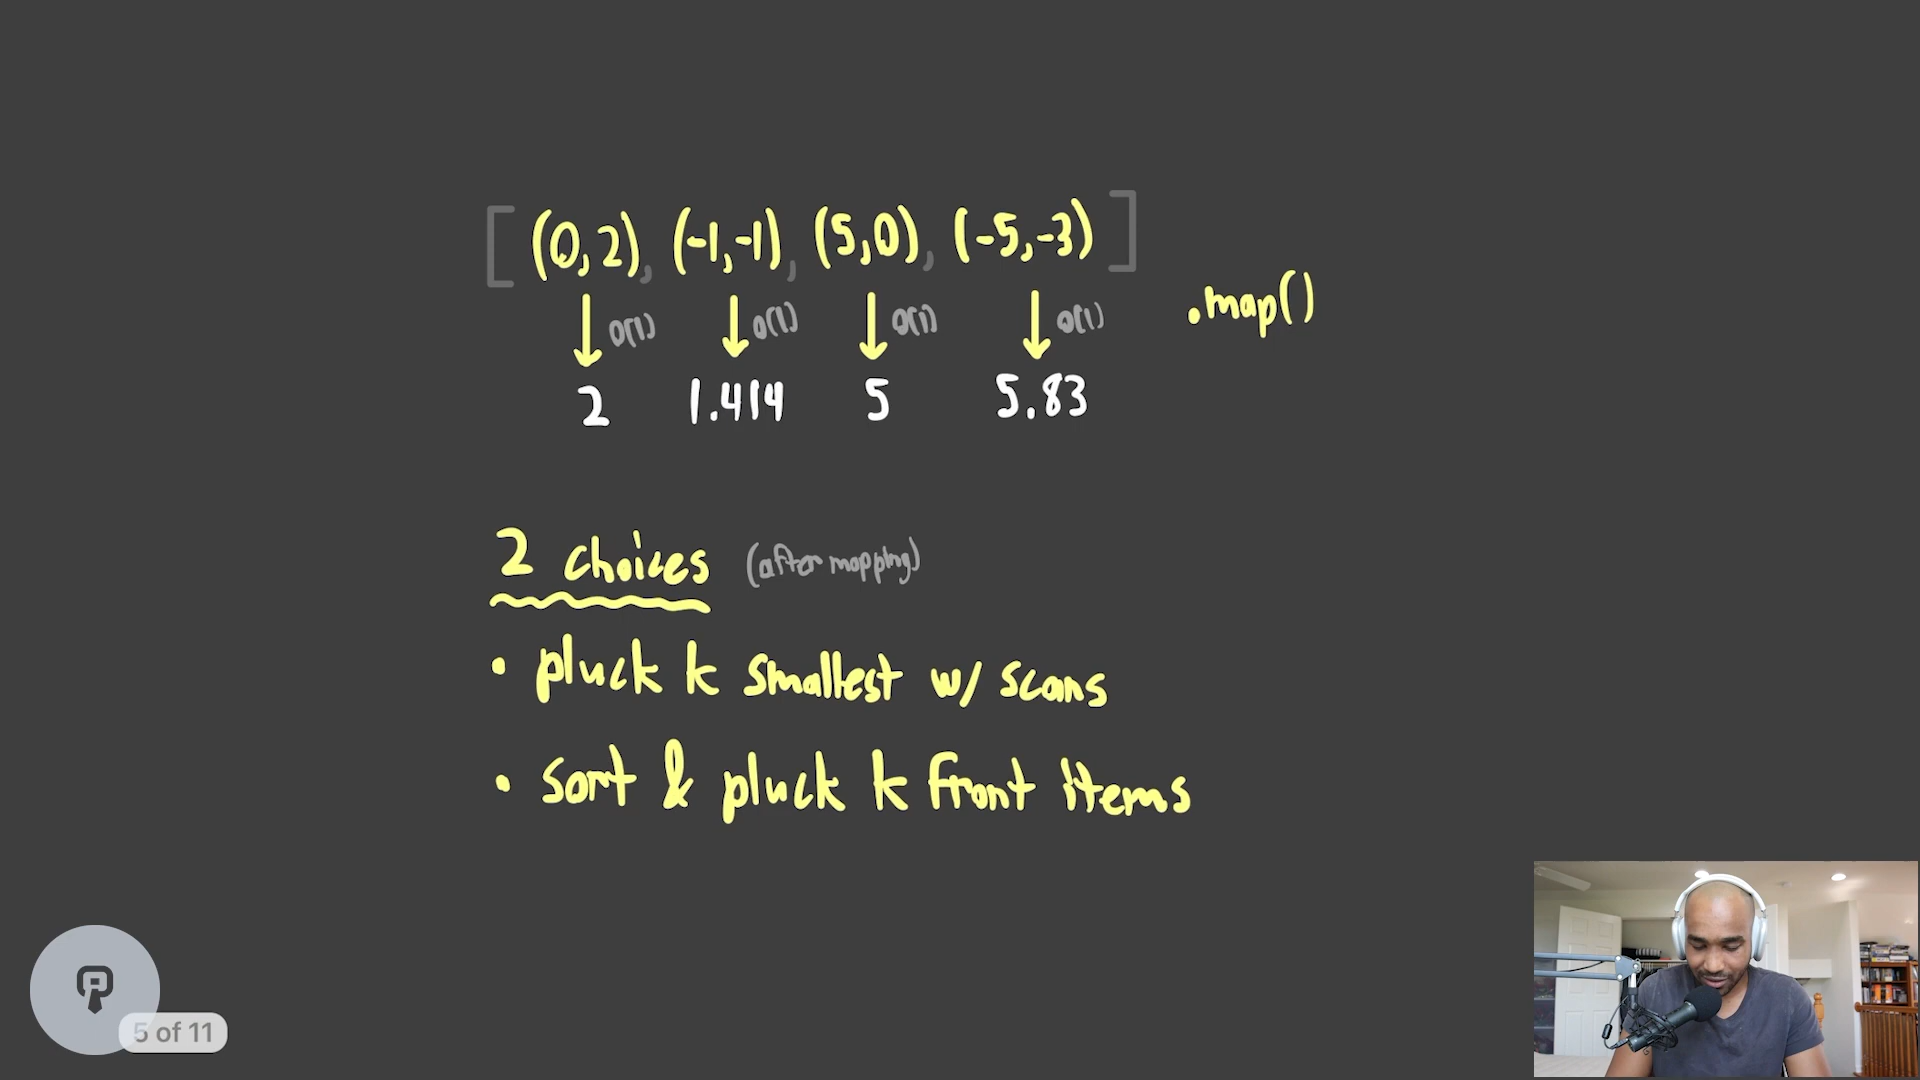 [(0,2), (-1,-1), (5,0), (-5,-3)]
.map()
O(1) O(1) O(1) O(1)
2 1.414 5 5.83
2 choices (after mapping)
• pluck k smallest w/ scans
• sort & pluck k front items
5 of 11